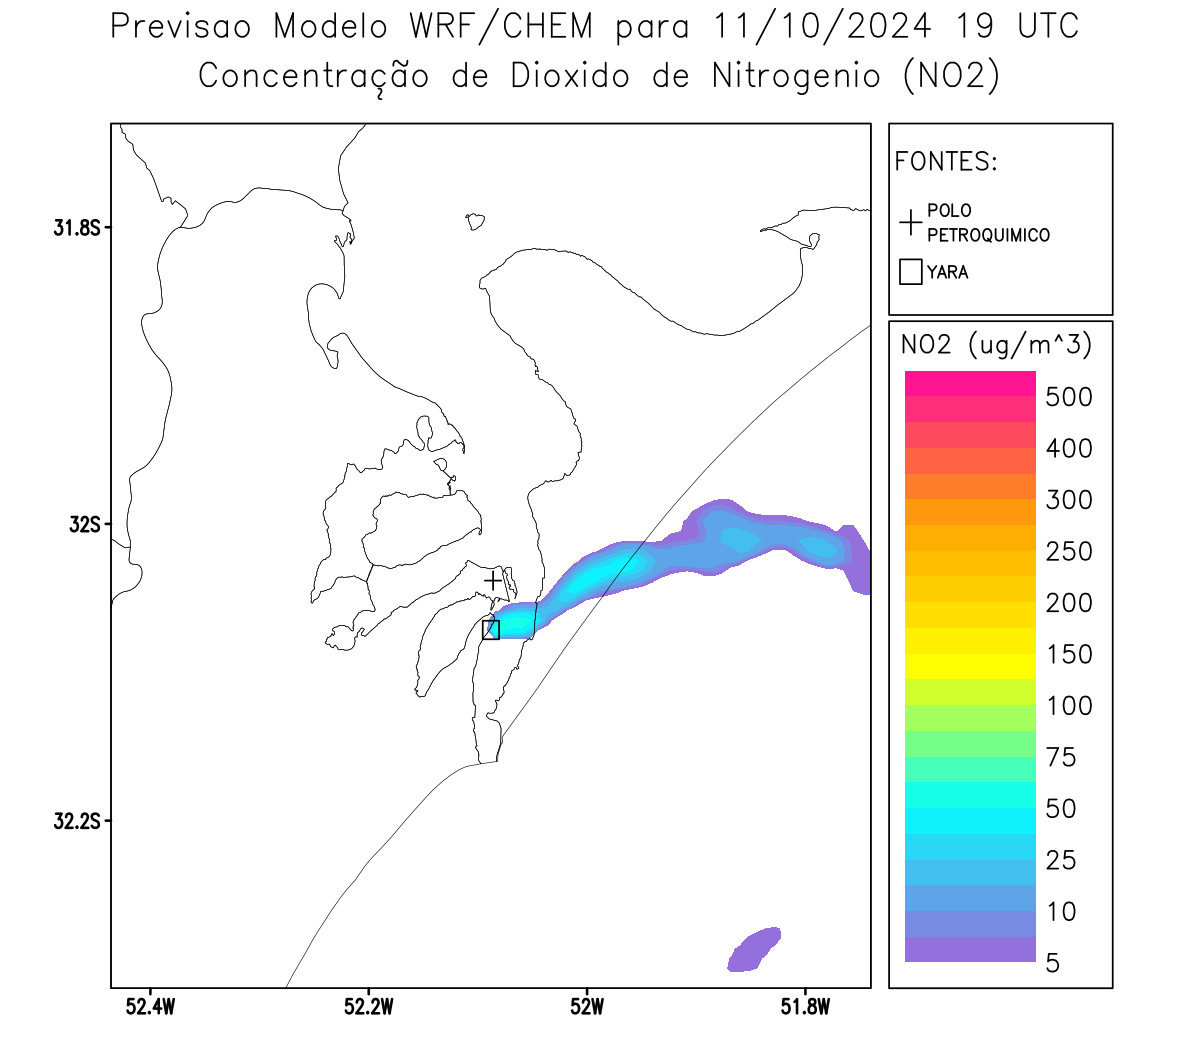 Previsao Modelo WRF/CHEM para 11/10/2024 19 UTC
Concentração de Dioxido de Nitrogenio (NO2)
FONTES:
POLO
PETROQUIMICO
YARA
31.8S
32S
32.2S
52.4W
52.2W
52W
51.8W
NO2 (ug/m^3)
500
400
300
250
200
150
100
75
50
25
10
5